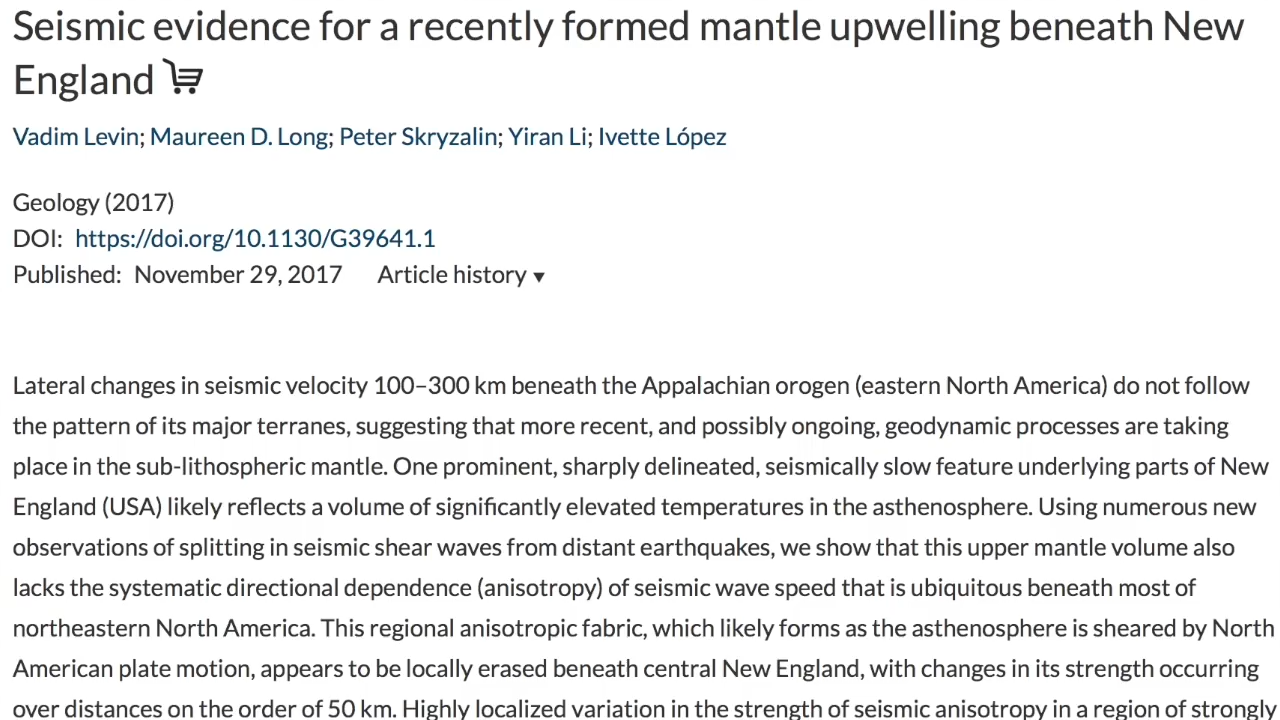 Seismic evidence for a recently formed mantle upwelling beneath New
England
Vadim Levin; Maureen D. Long; Peter Skryzalin; Yiran Li; Ivette López
Geology (2017)
DOI: https://doi.org/10.1130/G39641.1
Published: November 29, 2017 Article history ▾
Lateral changes in seismic velocity 100–300 km beneath the Appalachian orogen (eastern North America) do not follow
the pattern of its major terranes, suggesting that more recent, and possibly ongoing, geodynamic processes are taking
place in the sub-lithospheric mantle. One prominent, sharply delineated, seismically slow feature underlying parts of New
England (USA) likely reflects a volume of significantly elevated temperatures in the asthenosphere. Using numerous new
observations of splitting in seismic shear waves from distant earthquakes, we show that this upper mantle volume also
lacks the systematic directional dependence (anisotropy) of seismic wave speed that is ubiquitous beneath most of
northeastern North America. This regional anisotropic fabric, which likely forms as the asthenosphere is sheared by North
American plate motion, appears to be locally erased beneath central New England, with changes in its strength occurring
over distances on the order of 50 km. Highly localized variation in the strength of seismic anisotropy in a region of strongly